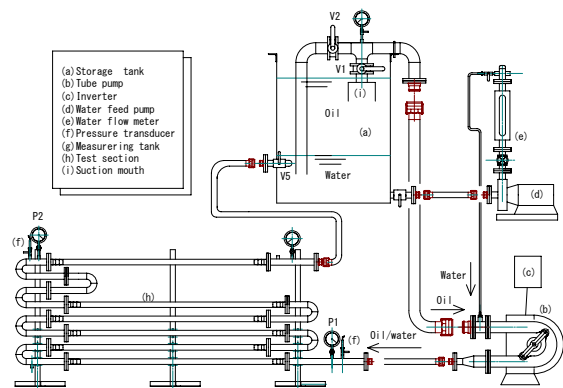 V2
V1
(a) Storage tank
(b) Tube pump
(c) Inverter
(d) Water feed pump
(e) Water flow meter
(f) Pressure transducer
(g) Measurering tank
(h) Test section
(i) Suction mouth
(i)
Oil
(a)
(e)
Water
V5
(d)
P2
(f)
Water
(c)
(h)
Oil
(b)
P1
Oil/water
(f)